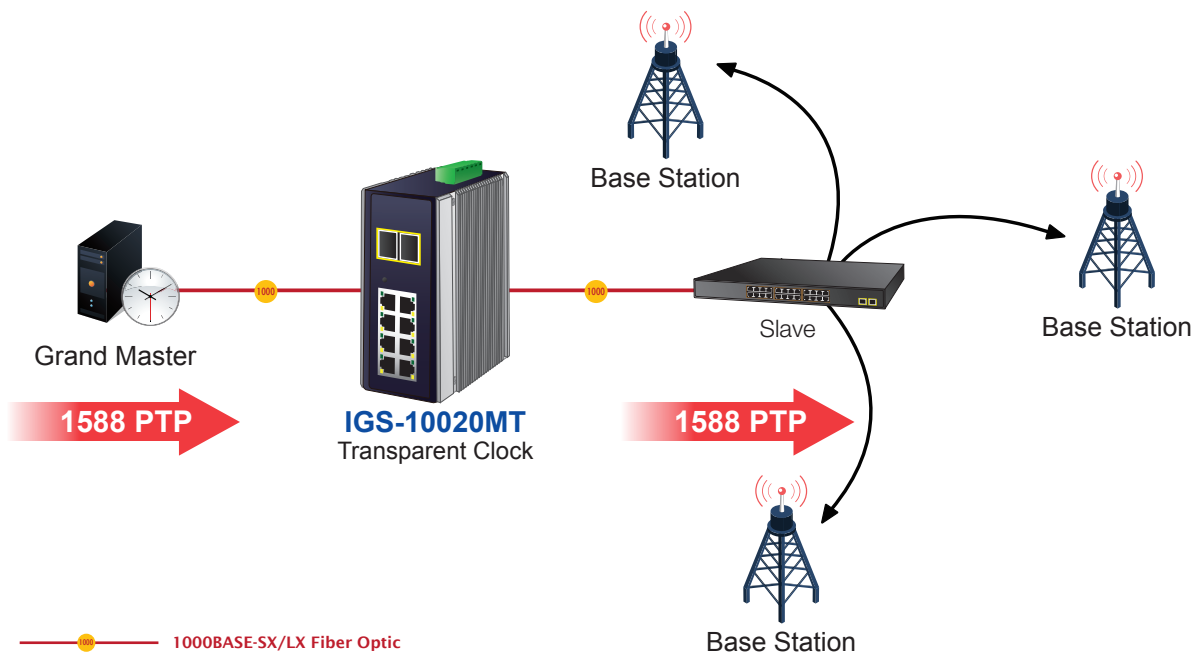 Base Station
Base Station
Grand Master
1000
1000
Slave
1588 PTP
IGS-10020MT
Transparent Clock
1588 PTP
Base Station
1000
1000BASE-SX/LX Fiber Optic